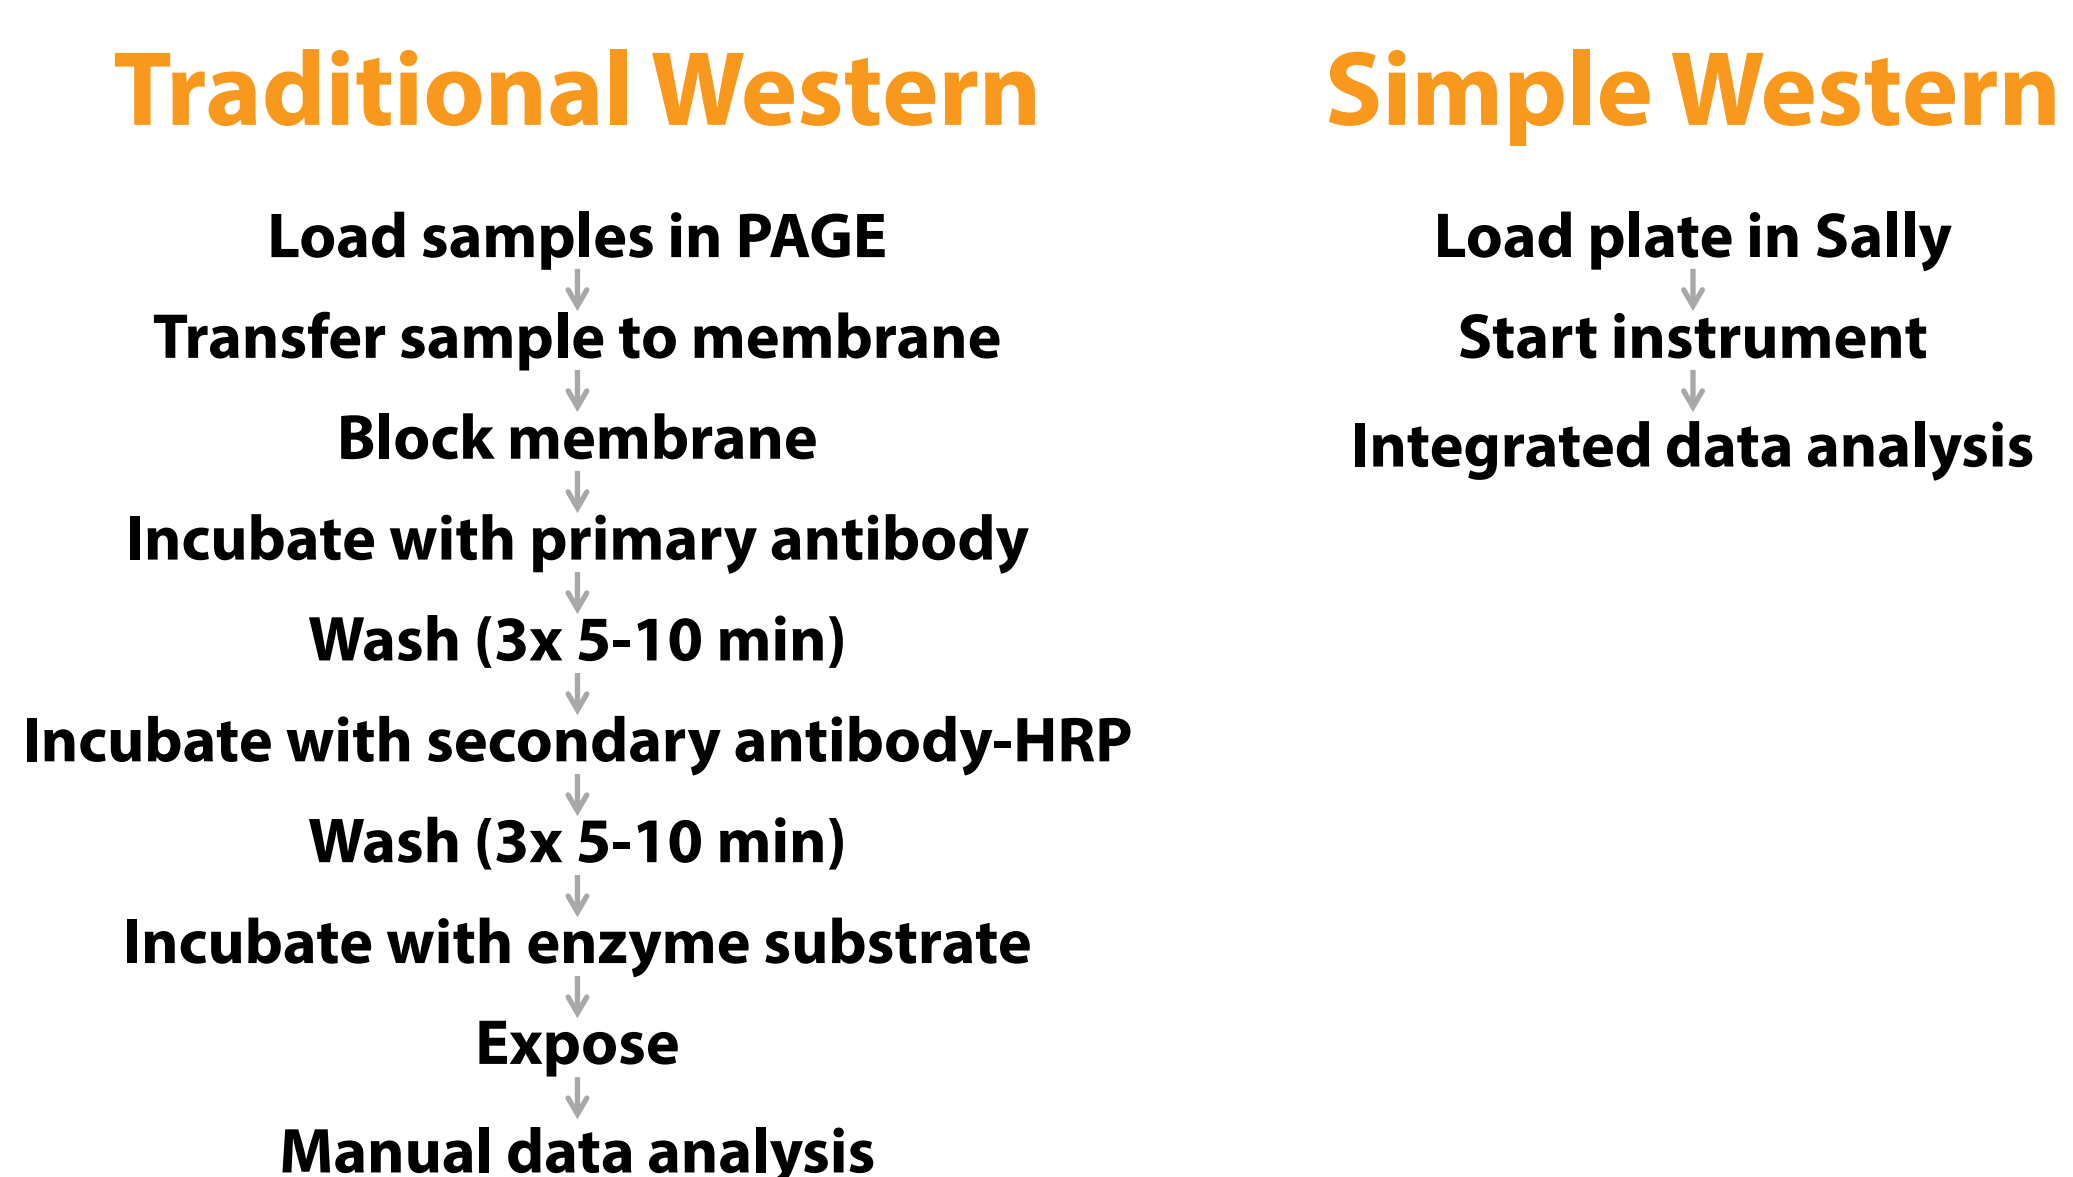 Traditional Western
Load samples in PAGE
Transfer sample to membrane
Block membrane
Incubate with primary antibody
Wash (3x 5-10 min)
Incubate with secondary antibody-HRP
Wash (3x 5-10 min)
Incubate with enzyme substrate
Expose
Manual data analysis
Simple Western
Load plate in Sally
Start instrument
Integrated data analysis